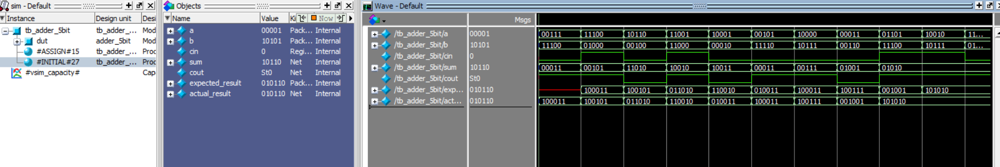 sim - Default
Instance Design unit Desi
tb_adder_5bit tb_adder_... Mod
dut adder_5bit Mod
#ASSIGN#15 tb_adder_... Proc
#INITIAL#27 tb_adder_... Proc
#vsim_capacity# Cap
Objects
Name Value Ki Now
a 00001 Pack... Internal
b 10101 Pack... Internal
cin 0 Regi... Internal
sum 10110 Net Internal
cout St0 Net Internal
expected_result 010110 Pack... Internal
actual_result 010110 Net Internal
Wave - Default
Msgs
/tb_adder_5bit/a 00001 00111 11100 10110 11001 10001 00101 10000 00011 01101 10010 11...
/tb_adder_5bit/b 10101 11100 01000 00100 11000 00010 11110 10111 00110 11100 10111 01...
/tb_adder_5bit/cin 0
/tb_adder_5bit/sum 10110 00011 00101 11010 10010 10011 00011 00111 01001 01010
/tb_adder_5bit/cout St0
/tb_adder_5bit/exp... 010110 100011 100101 011010 110010 010011 100011 100111 001001 101010
/tb_adder_5bit/act... 010110 100011 100101 011010 110010 010011 100011 100111 001001 101010